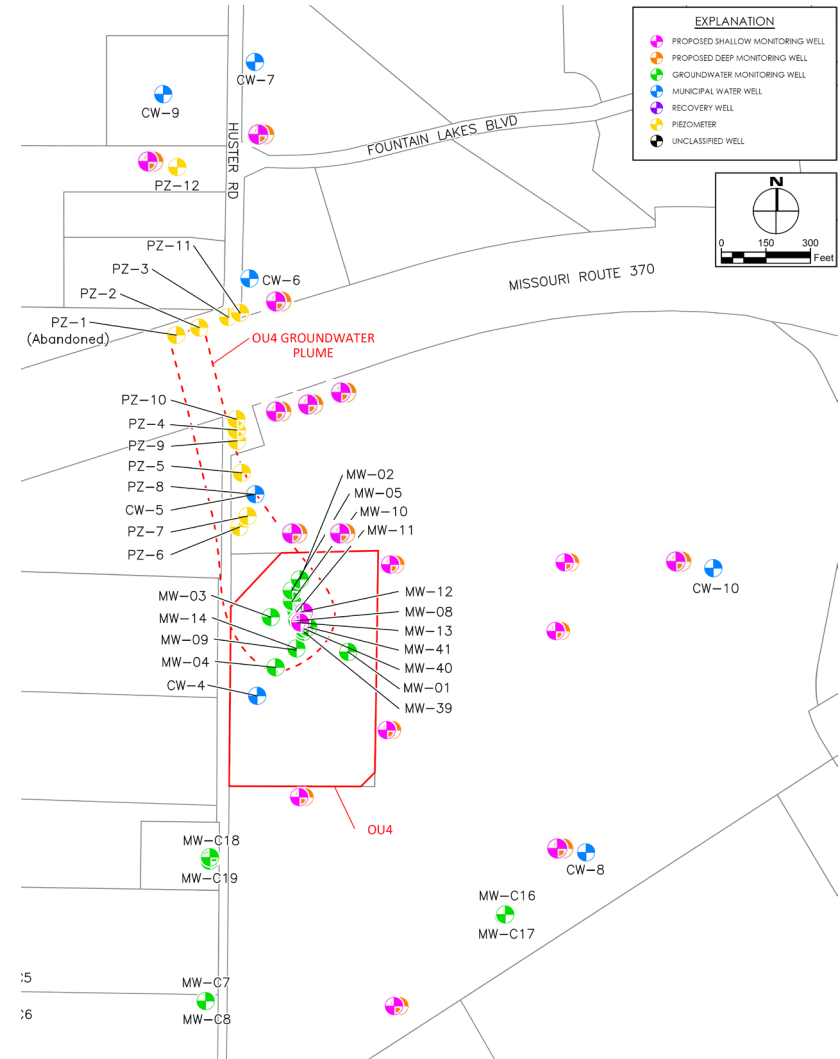 EXPLANATION
PROPOSED SHALLOW MONITORING WELL
PROPOSED DEEP MONITORING WELL
GROUNDWATER MONITORING WELL
MUNICIPAL WATER WELL
RECOVERY WELL
PIEZOMETER
UNCLASSIFIED WELL
N
0 150 300
Feet
CW-7
CW-9
HUSTER RD
FOUNTAIN LAKES BLVD
PZ-12
PZ-11
PZ-3
CW-6
PZ-2
MISSOURI ROUTE 370
PZ-1
(Abandoned)
OU4 GROUNDWATER
PLUME
PZ-10
PZ-4
PZ-9
PZ-5
PZ-8
CW-5
PZ-7
PZ-6
MW-02
MW-05
MW-10
MW-11
CW-10
MW-03
MW-14
MW-09
MW-04
CW-4
MW-12
MW-08
MW-13
MW-41
MW-40
MW-01
MW-39
OU4
MW-C18
MW-C19
CW-8
MW-C16
MW-C17
C5
MW-C7
C6
MW-C8